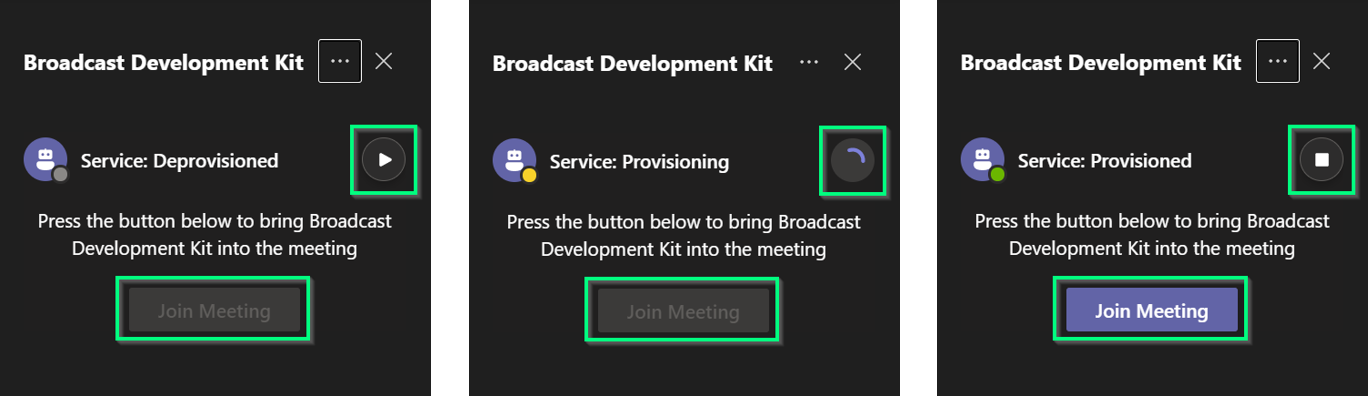 Broadcast Development Kit
Service: Deprovisioned
Press the button below to bring Broadcast
Development Kit into the meeting
Join Meeting
Broadcast Development Kit
Service: Provisioning
Press the button below to bring Broadcast
Development Kit into the meeting
Join Meeting
Broadcast Development Kit
Service: Provisioned
Press the button below to bring Broadcast
Development Kit into the meeting
Join Meeting